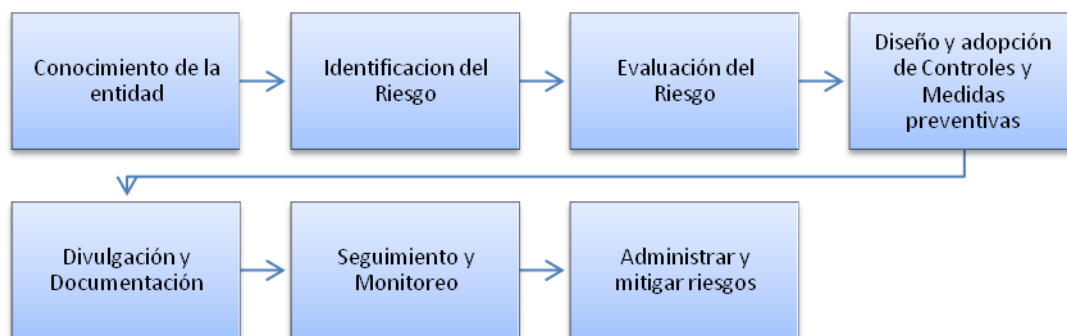 Conocimiento de la
entidad
Identificacion del
Riesgo
Evaluación del
Riesgo
Diseño y adopción
de Controles y
Medidas
preventivas
Divulgación y
Documentación
Seguimiento y
Monitoreo
Administrar y
mitigar riesgos